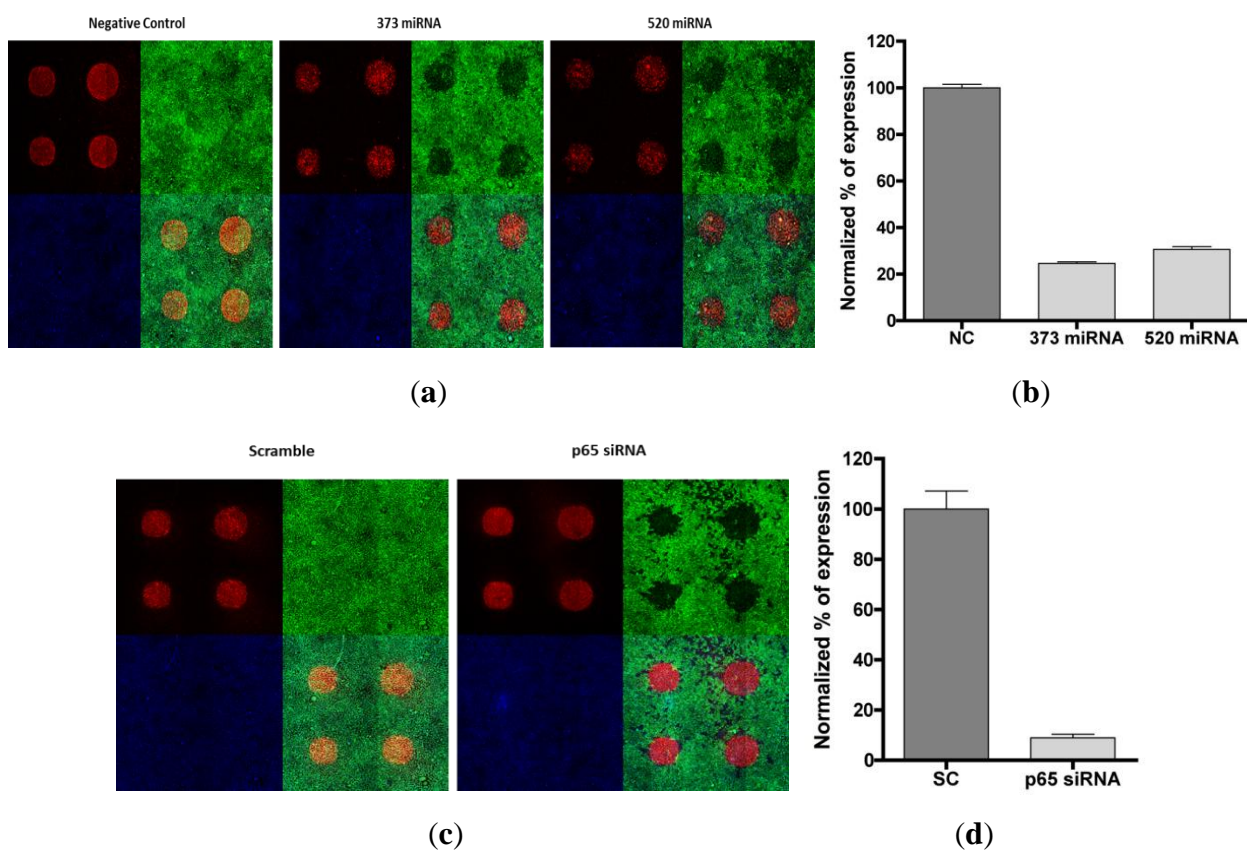 Negative Control
373 miRNA
520 miRNA
Normalized % of expression
120
100
80
60
40
20
0
NC
373 miRNA
520 miRNA
(a)
(b)
Scramble
p65 siRNA
Normalized % of expression
120
100
80
60
40
20
0
SC
p65 siRNA
(c)
(d)